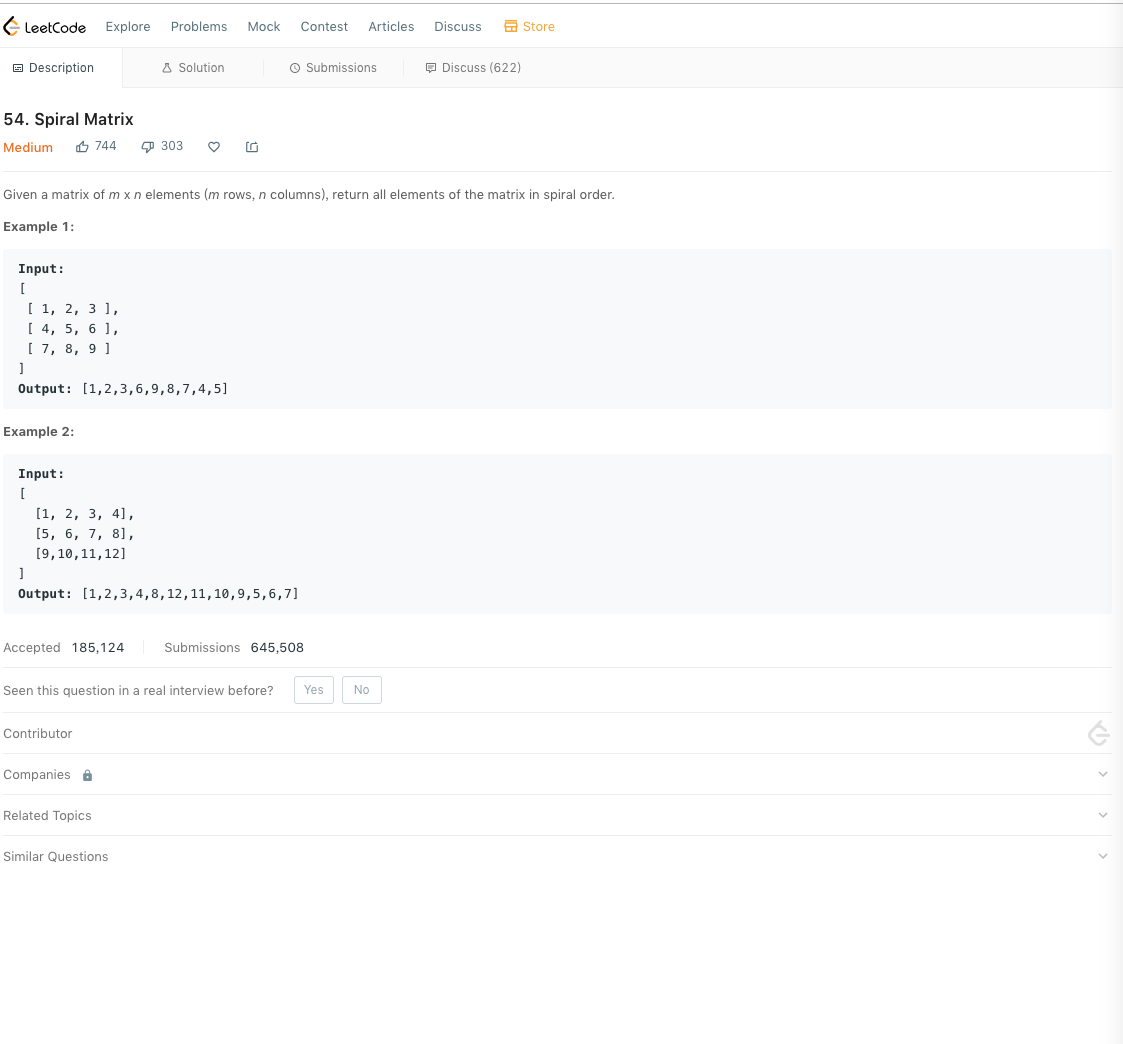 LeetCode Explore Problems Mock Contest Articles Discuss Store
Description Solution Submissions Discuss (622)
54. Spiral Matrix
Medium 744 303
Given a matrix of m x n elements (m rows, n columns), return all elements of the matrix in spiral order.
Example 1:
Input:
[
 [ 1, 2, 3 ],
 [ 4, 5, 6 ],
 [ 7, 8, 9 ]
]
Output: [1,2,3,6,9,8,7,4,5]
Example 2:
Input:
[
  [1, 2, 3, 4],
  [5, 6, 7, 8],
  [9,10,11,12]
]
Output: [1,2,3,4,8,12,11,10,9,5,6,7]
Accepted 185,124 Submissions 645,508
Seen this question in a real interview before? Yes No
Contributor
Companies
Related Topics
Similar Questions